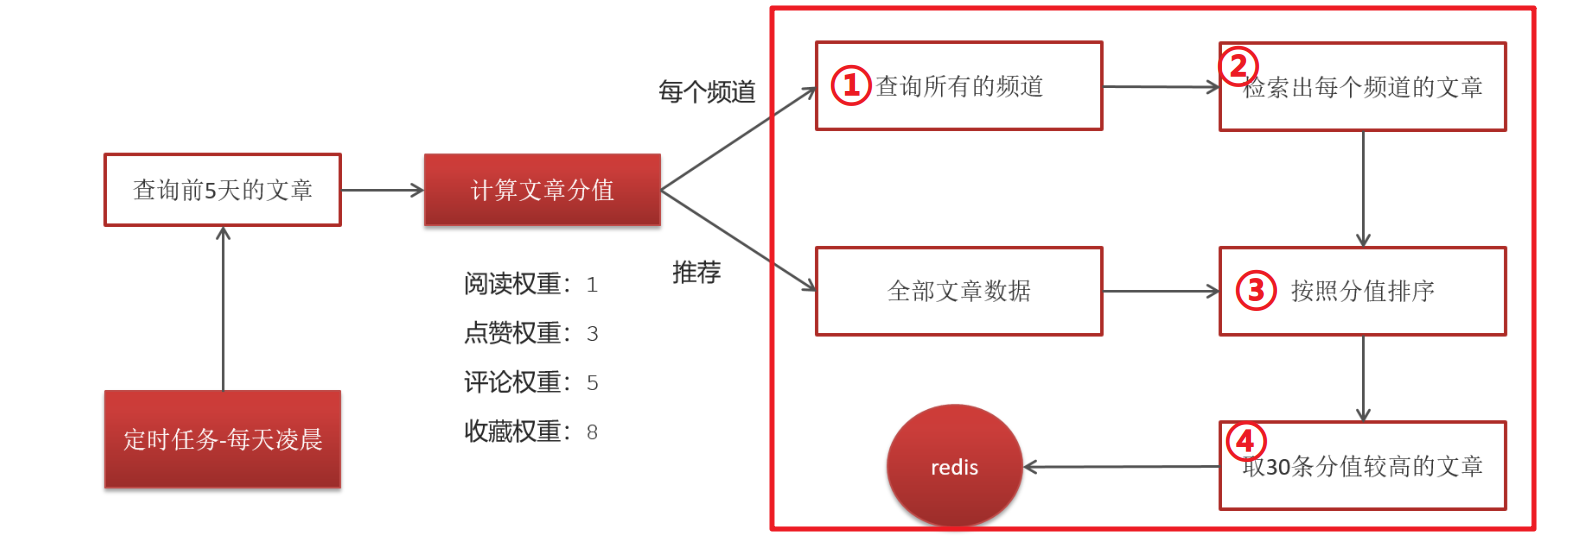 每个频道
① 查询所有的频道
② 检索出每个频道的文章
查询前5天的文章
计算文章分值
推荐
全部文章数据
③ 按照分值排序
阅读权重：1
点赞权重：3
评论权重：5
收藏权重：8
定时任务-每天凌晨
redis
④ 取30条分值较高的文章